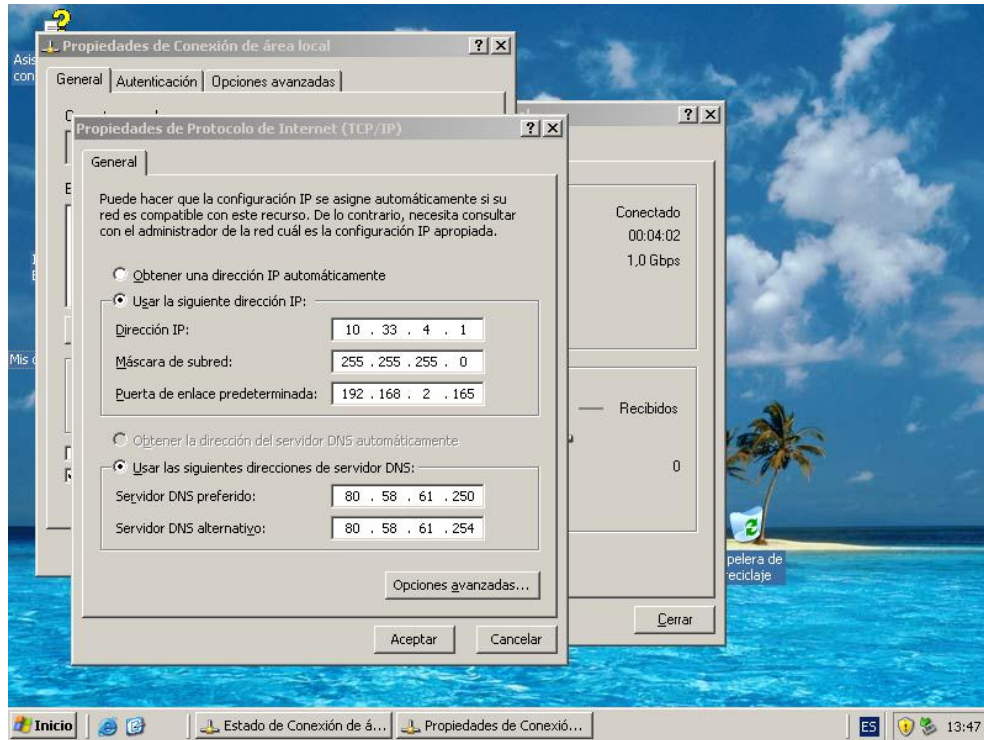 Asis
con
Propiedades de Conexión de área local
General
Autenticación
Opciones avanzadas
Propiedades de Protocolo de Internet (TCP/IP)
General
Puede hacer que la configuración IP se asigne automáticamente si su
red es compatible con este recurso. De lo contrario, necesita consultar
con el administrador de la red cuál es la configuración IP apropiada.
Obtener una dirección IP automáticamente
Usar la siguiente dirección IP:
Dirección IP: 10 . 33 . 4 . 1
Máscara de subred: 255 . 255 . 255 . 0
Puerta de enlace predeterminada: 192 . 168 . 2 . 165
Obtener la dirección del servidor DNS automáticamente
Usar las siguientes direcciones de servidor DNS:
Servidor DNS preferido: 80 . 58 . 61 . 250
Servidor DNS alternativo: 80 . 58 . 61 . 254
Opciones avanzadas...
Aceptar
Cancelar
Conectado
00:04:02
1,0 Gbps
Recibidos
0
Cerrar
Mis
pelera de
eciclaje
Inicio
Estado de Conexión de á...
Propiedades de Conexió...
ES
13:47